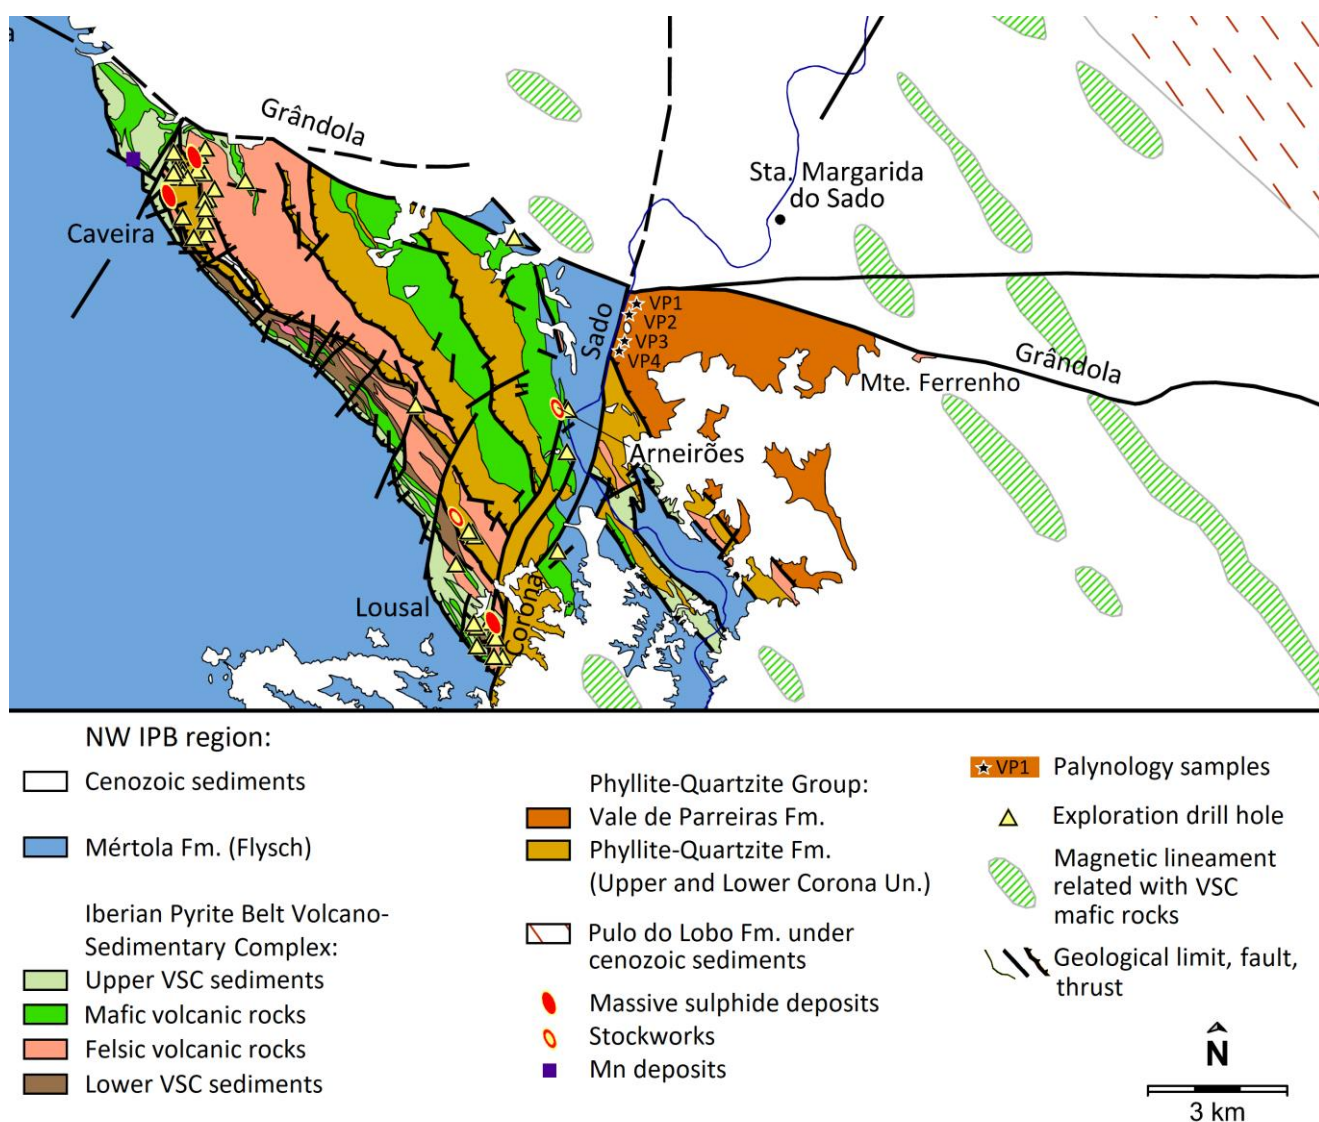 a
Grândola
Sta. Margarida
do Sado
Caveira
Sado
VP1
VP2
VP3
VP4
Grândola
Mte. Ferrenho
Arneirões
Lousal
Corona
NW IPB region:
Cenozoic sediments
Mértola Fm. (Flysch)
Iberian Pyrite Belt Volcano-
Sedimentary Complex:
Upper VSC sediments
Mafic volcanic rocks
Felsic volcanic rocks
Lower VSC sediments
Phyllite-Quartzite Group:
Vale de Parreiras Fm.
Phyllite-Quartzite Fm.
(Upper and Lower Corona Un.)
Pulo do Lobo Fm. under
cenozoic sediments
Massive sulphide deposits
Stockworks
Mn deposits
VP1 Palynology samples
Exploration drill hole
Magnetic lineament
related with VSC
mafic rocks
Geological limit, fault,
thrust
N
3 km